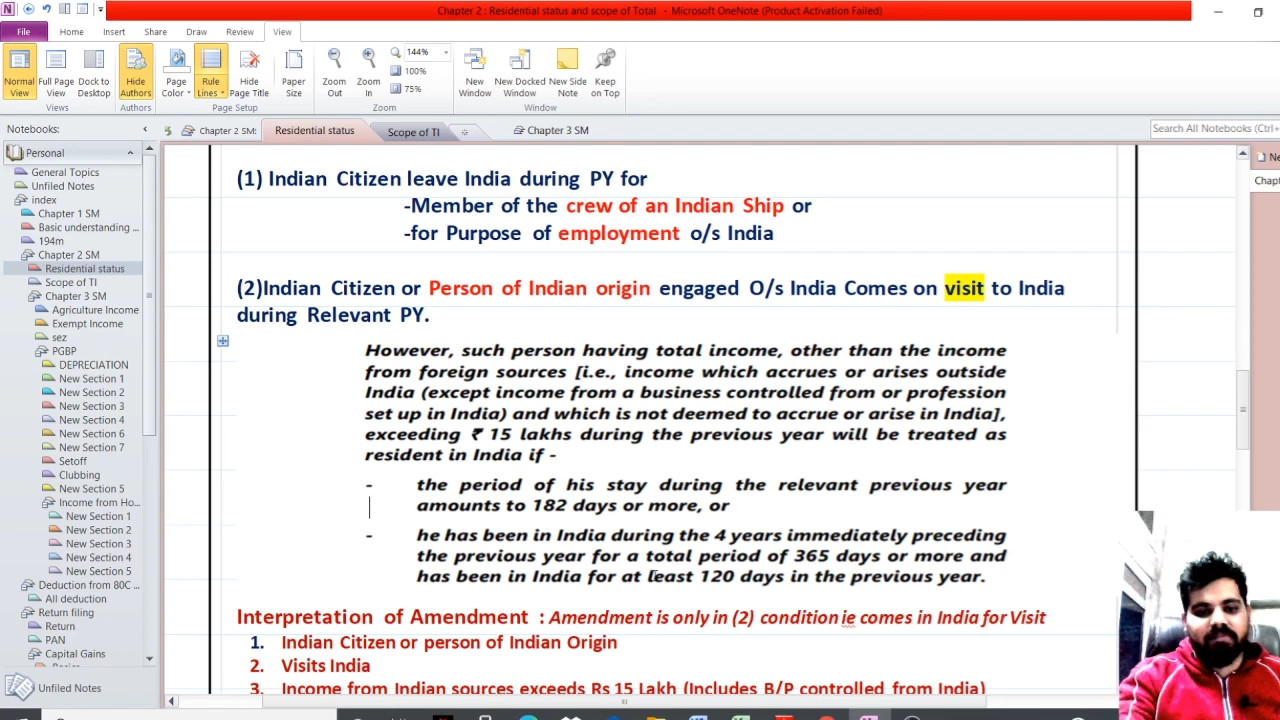 Chapter 2 : Residential status and scope of Total - Microsoft OneNote (Product Activation Failed)
File Home Insert Share Draw Review View
Normal View
Full Page View
Dock to Desktop
Views
Hide Authors
Authors
Page Color
Rule Lines
Hide Page Title
Paper Size
Page Setup
Zoom Out
Zoom In
144%
100%
75%
Zoom
New Window
New Docked Window
New Side Note
Keep on Top
Window
Notebooks:
Chapter 2 SM: Residential status Scope of TI Chapter 3 SM
Search All Notebooks (Ctrl+
Personal
General Topics
Unfiled Notes
index
Chapter 1 SM
Basic understanding ...
194m
Chapter 2 SM
Residential status
Scope of TI
Chapter 3 SM
Agriculture Income
Exempt Income
sez
PGBP
DEPRECIATION
New Section 1
New Section 2
New Section 3
New Section 4
New Section 6
New Section 7
Setoff
Clubbing
New Section 5
Income from Ho...
New Section 1
New Section 2
New Section 3
New Section 4
New Section 5
Deduction from 80C
All deduction
Return filing
Return
PAN
Capital Gains
Unfiled Notes
Ne
Chapt
(1) Indian Citizen leave India during PY for
-Member of the crew of an Indian Ship or
-for Purpose of employment o/s India
(2)Indian Citizen or Person of Indian origin engaged O/s India Comes on visit to India
during Relevant PY.
However, such person having total income, other than the income
from foreign sources [i.e., income which accrues or arises outside
India (except income from a business controlled from or profession
set up in India) and which is not deemed to accrue or arise in India],
exceeding ₹ 15 lakhs during the previous year will be treated as
resident in India if -
- the period of his stay during the relevant previous year
amounts to 182 days or more, or
- he has been in India during the 4 years immediately preceding
the previous year for a total period of 365 days or more and
has been in India for at least 120 days in the previous year.
Interpretation of Amendment : Amendment is only in (2) condition ie comes in India for Visit
1. Indian Citizen or person of Indian Origin
2. Visits India
3. Income from Indian sources exceeds Rs 15 Lakh (Includes B/P controlled from India)